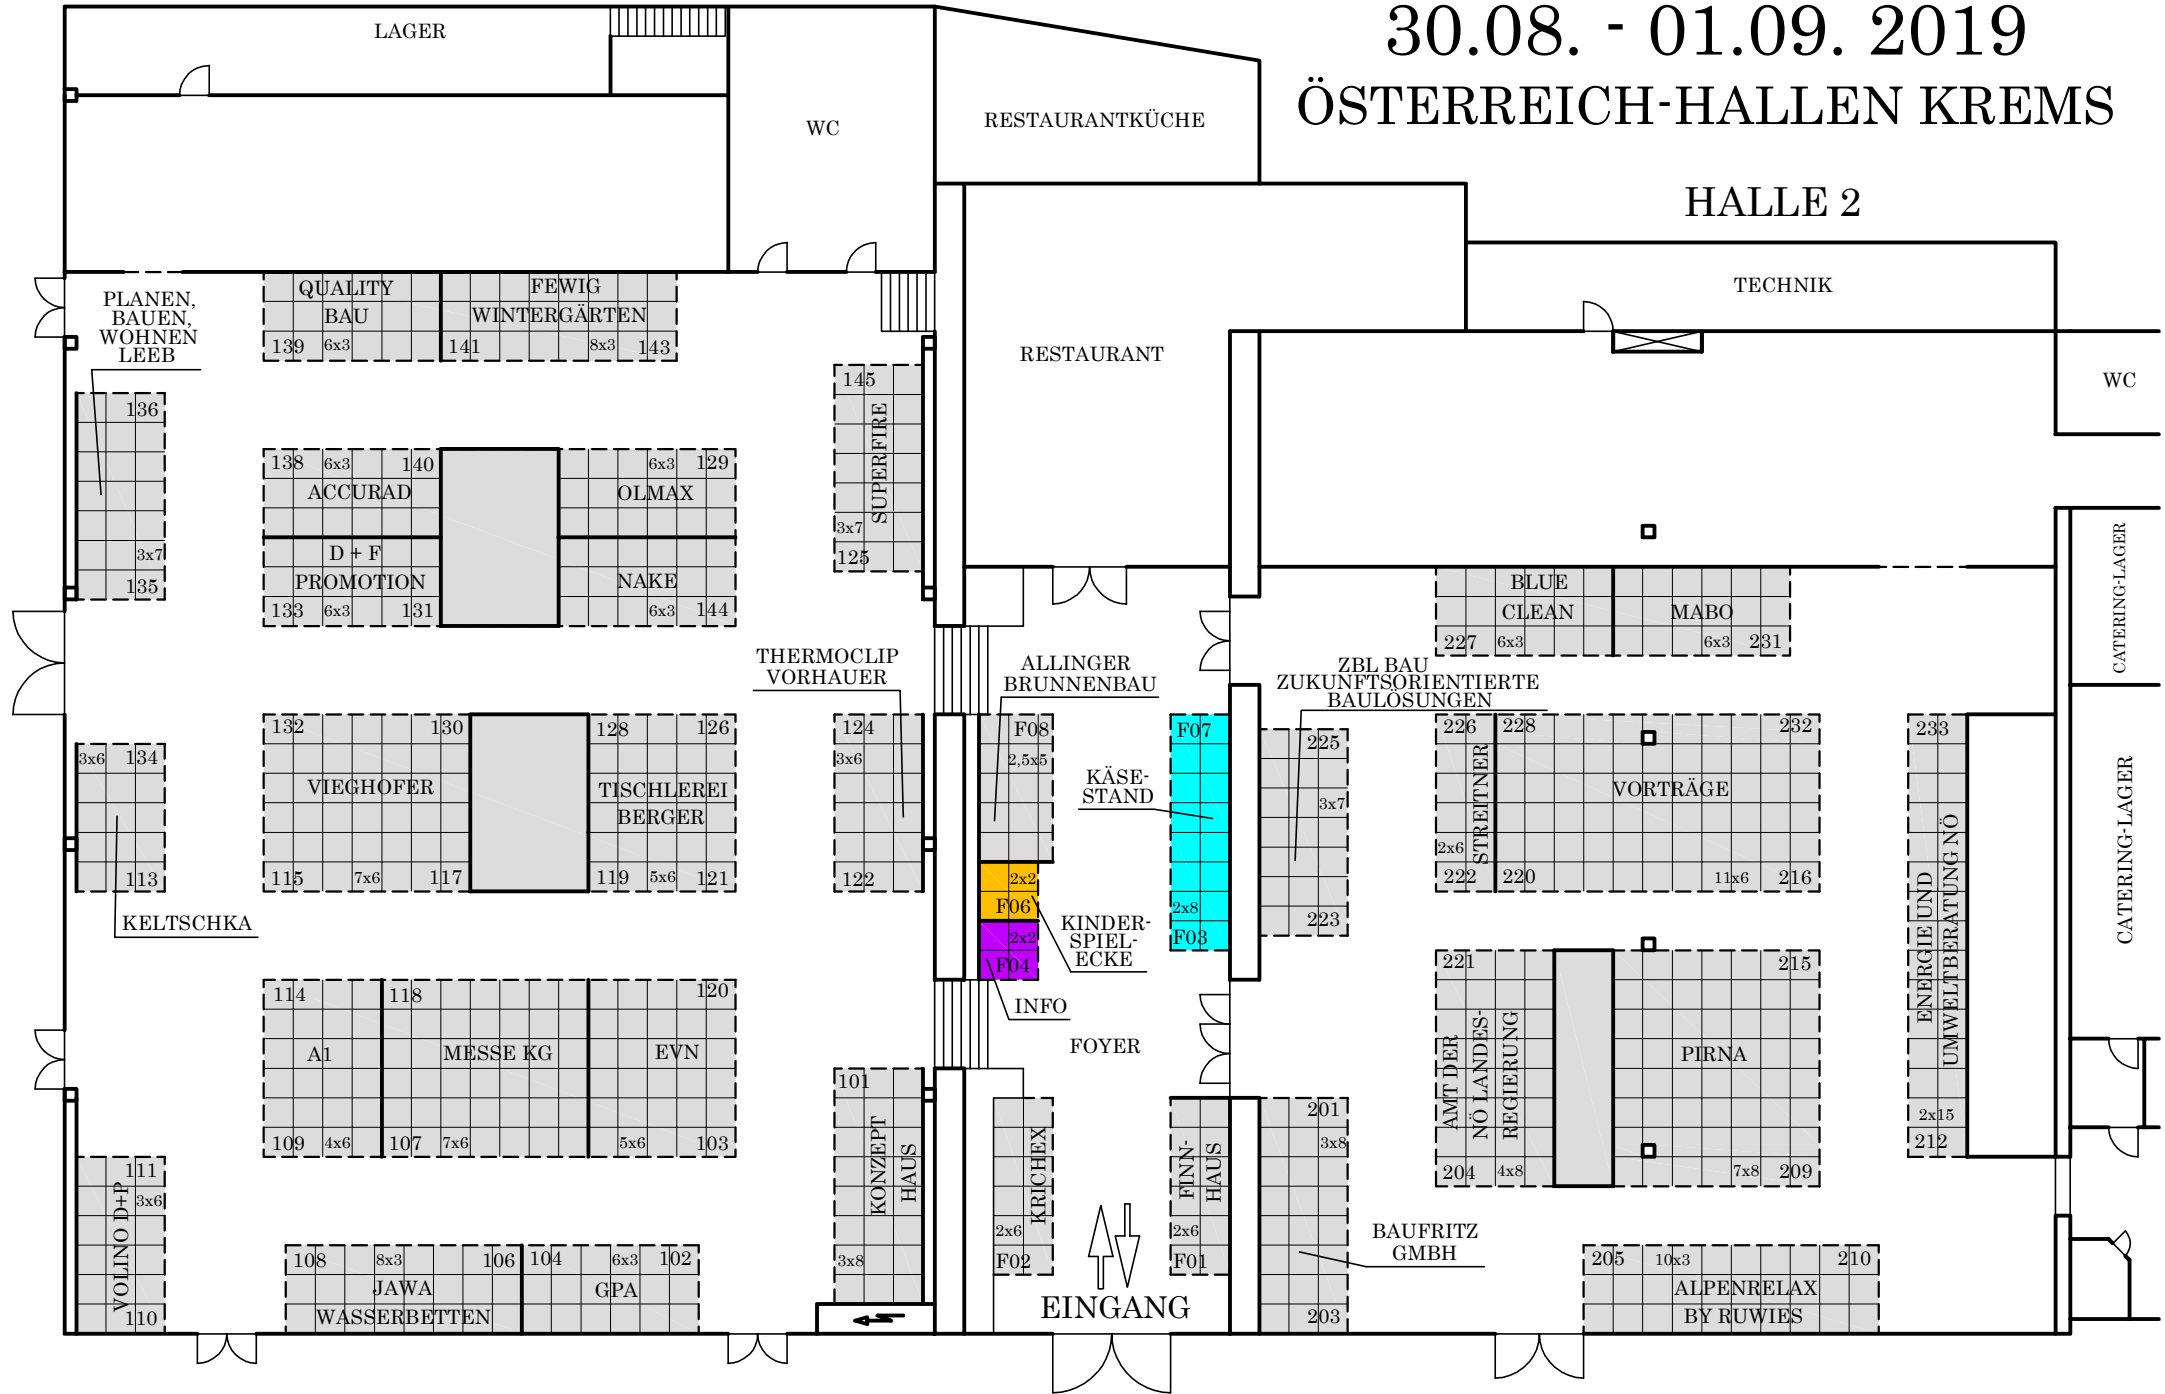 30.08. - 01.09. 2019
ÖSTERREICH-HALLEN KREMS
HALLE 2
LAGER
WC
RESTAURANTKÜCHE
TECHNIK
RESTAURANT
WC
CATERING-LAGER
CATERING-LAGER
PLANEN,
BAUEN,
WOHNEN
LEEB
QUALITY
BAU
139 6x3
FEWIG
WINTERGÄRTEN
141 8x3 143
136
3x7
135
145
SUPERFIRE
3x7
125
138 6x3 140
ACCURAD
6x3 129
OLMAX
D + F
PROMOTION
133 6x3 131
NAKE
6x3 144
THERMOCLIP
VORHAUER
124
3x6
122
132 130
VIEGHOFER
115 7x6 117
128 126
TISCHLEREI
BERGER
119 5x6 121
3x6 134
113
KELTSCHKA
114
A1
109 4x6
118
MESSE KG
107 7x6
120
EVN
5x6 103
101
KONZEPT
HAUS
3x8
111
3x6
VOLINO D+P
110
108 8x3 106
JAWA
WASSERBETTEN
104 6x3 102
GPA
ALLINGER
BRUNNENBAU
F08
2,5x5
2x2
F06
2x2
F04
KINDER-
SPIEL-
ECKE
INFO
FOYER
F07
KÄSE-
STAND
2x8
F03
KRICHEX
2x6
F02
FINN-
HAUS
2x6
F01
EINGANG
BLUE
CLEAN
227 6x3
MABO
6x3 231
ZBL BAU
ZUKUNFTSORIENTIERTE
BAULÖSUNGEN
225
3x7
223
226
STREITNER
2x6
222
228 232
VORTRÄGE
220 11x6 216
233
ENERGIE UND
UMWELTBERATUNG NÖ
2x15
212
221
AMT DER
NÖ LANDES-
REGIERUNG
204 4x8
215
PIRNA
7x8 209
201
3x8
203
BAUFRITZ
GMBH
205 10x3 210
ALPENRELAX
BY RUWIES